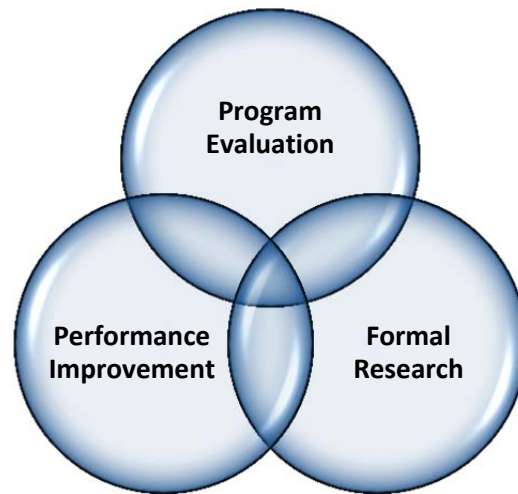 Program
Evaluation
Performance
Improvement
Formal
Research